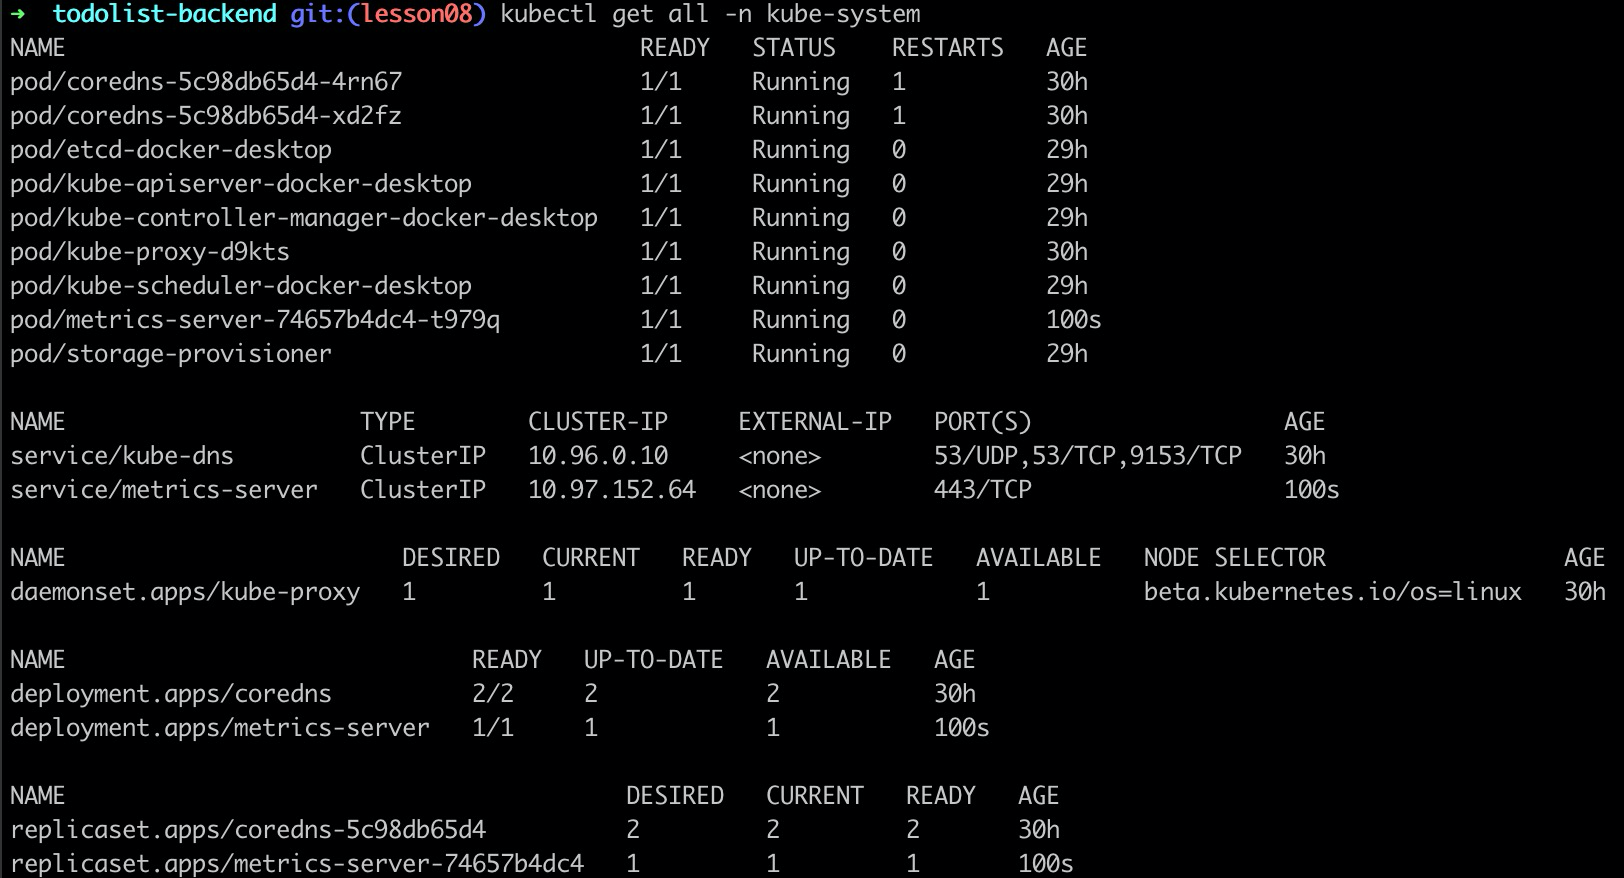 ➜  todolist-backend git:(lesson08) kubectl get all -n kube-system
NAME                                         READY   STATUS    RESTARTS   AGE
pod/coredns-5c98db65d4-4rn67                 1/1     Running   1          30h
pod/coredns-5c98db65d4-xd2fz                 1/1     Running   1          30h
pod/etcd-docker-desktop                      1/1     Running   0          29h
pod/kube-apiserver-docker-desktop            1/1     Running   0          29h
pod/kube-controller-manager-docker-desktop   1/1     Running   0          29h
pod/kube-proxy-d9kts                         1/1     Running   0          30h
pod/kube-scheduler-docker-desktop            1/1     Running   0          29h
pod/metrics-server-74657b4dc4-t979q          1/1     Running   0          100s
pod/storage-provisioner                      1/1     Running   0          29h

NAME                     TYPE        CLUSTER-IP     EXTERNAL-IP   PORT(S)                  AGE
service/kube-dns         ClusterIP   10.96.0.10     <none>        53/UDP,53/TCP,9153/TCP   30h
service/metrics-server   ClusterIP   10.97.152.64   <none>        443/TCP                  100s

NAME                        DESIRED   CURRENT   READY   UP-TO-DATE   AVAILABLE   NODE SELECTOR                 AGE
daemonset.apps/kube-proxy   1         1         1       1            1           beta.kubernetes.io/os=linux   30h

NAME                             READY   UP-TO-DATE   AVAILABLE   AGE
deployment.apps/coredns          2/2     2            2           30h
deployment.apps/metrics-server   1/1     1            1           100s

NAME                                        DESIRED   CURRENT   READY   AGE
replicaset.apps/coredns-5c98db65d4          2         2         2       30h
replicaset.apps/metrics-server-74657b4dc4   1         1         1       100s